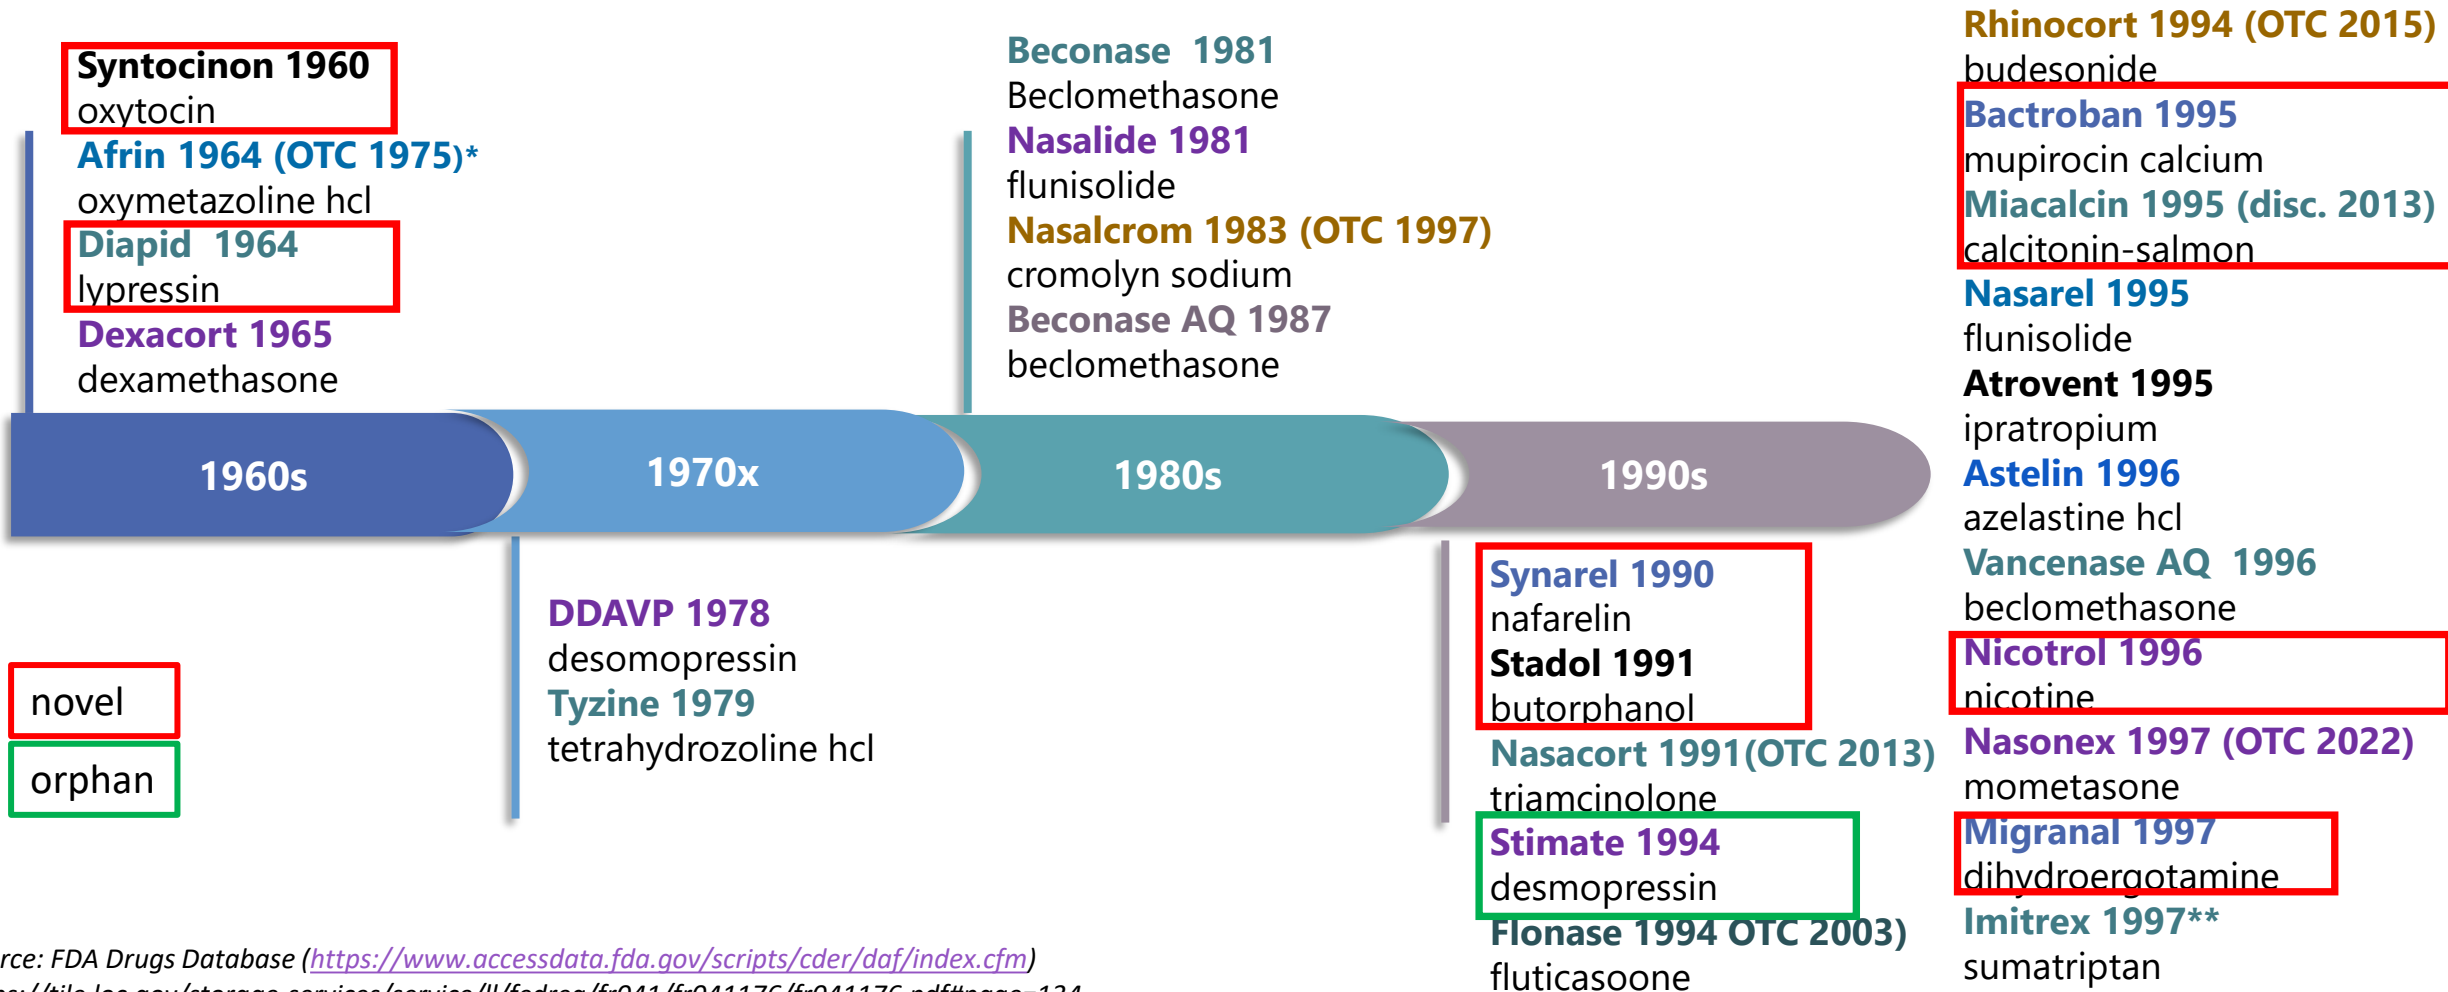 Syntocinon 1960
oxytocin
Afrin 1964 (OTC 1975)*
oxymetazoline hcl
Diapid  1964
lypressin
Dexacort 1965
dexamethasone
Beconase  1981
Beclomethasone
Nasalide 1981
flunisolide
Nasalcrom 1983 (OTC 1997)
cromolyn sodium
Beconase AQ 1987
beclomethasone
1960s
1970x
1980s
1990s
DDAVP 1978
desomopressin
Tyzine 1979
tetrahydrozoline hcl
Synarel 1990
nafarelin
Stadol 1991
butorphanol
Nasacort 1991(OTC 2013)
triamcinolone
Stimate 1994
desmopressin
Flonase 1994 OTC 2003)
fluticasoone
Rhinocort 1994 (OTC 2015)
budesonide
Bactroban 1995
mupirocin calcium
Miacalcin 1995 (disc. 2013)
calcitonin-salmon
Nasarel 1995
flunisolide
Atrovent 1995
ipratropium
Astelin 1996
azelastine hcl
Vancenase AQ  1996
beclomethasone
Nicotrol 1996
nicotine
Nasonex 1997 (OTC 2022)
mometasone
Migranal 1997
dihydroergotamine
Imitrex 1997**
sumatriptan
novel
orphan
rce: FDA Drugs Database (https://www.accessdata.fda.gov/scripts/cder/daf/index.cfm)